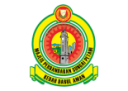 MAJLIS PERBANDARAN SUNGAI PETANI
KEDAH DARUL AMAN